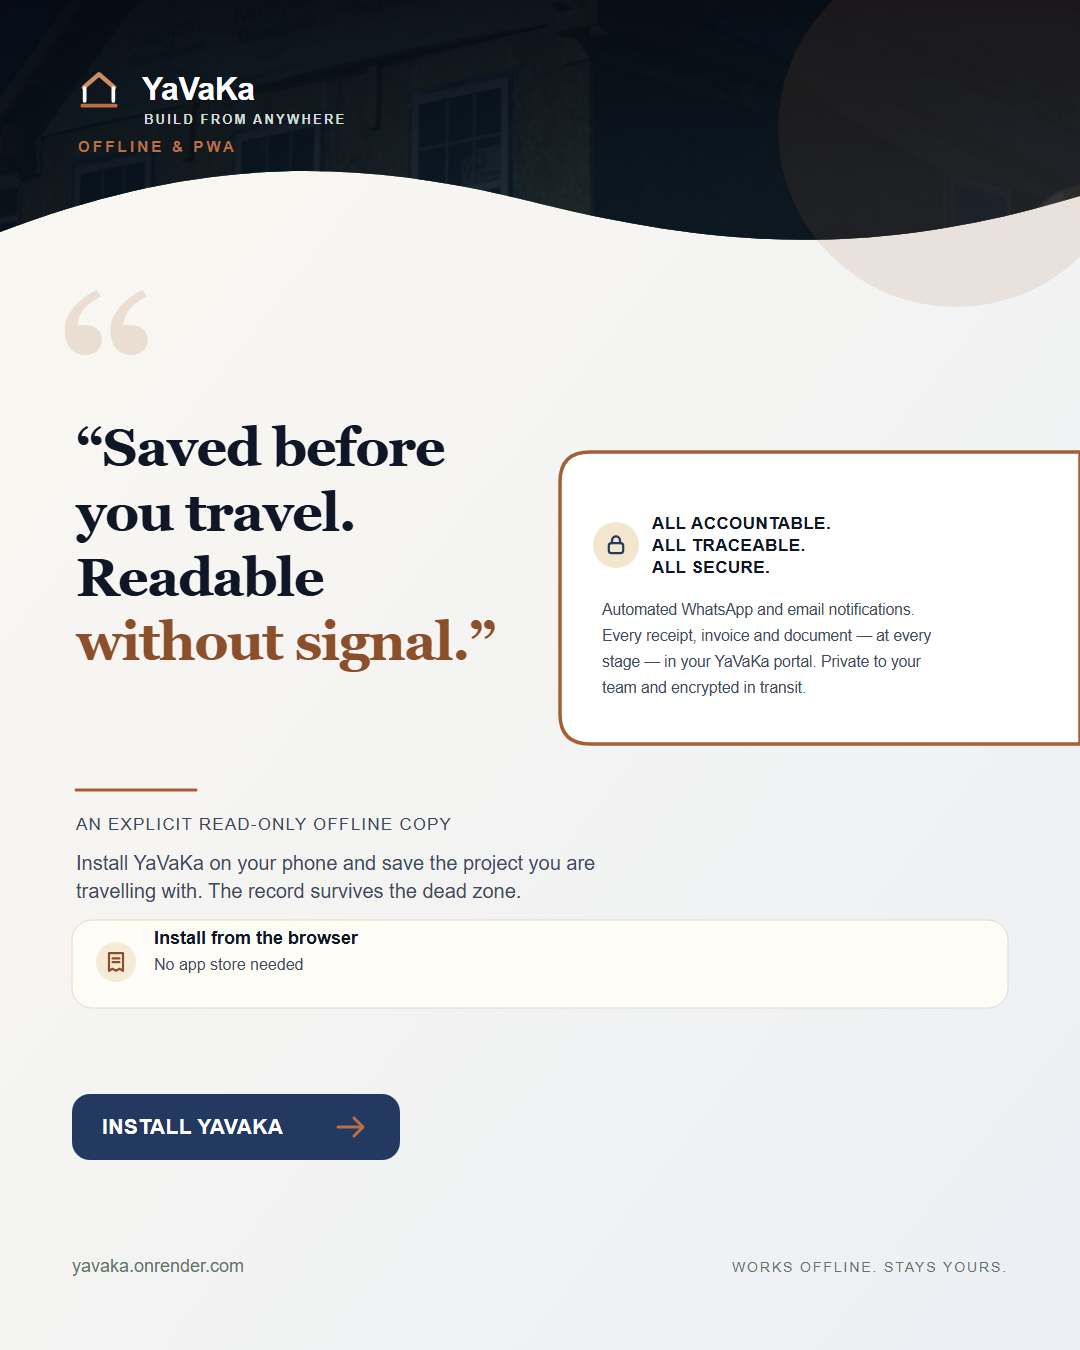 YaVaKa
BUILD FROM ANYWHERE
OFFLINE & PWA
“Saved before
you travel.
Readable
without signal.”
ALL ACCOUNTABLE.
ALL TRACEABLE.
ALL SECURE.
Automated WhatsApp and email notifications.
Every receipt, invoice and document — at every
stage — in your YaVaKa portal. Private to your
team and encrypted in transit.
AN EXPLICIT READ-ONLY OFFLINE COPY
Install YaVaKa on your phone and save the project you are
travelling with. The record survives the dead zone.
Install from the browser
No app store needed
INSTALL YAVAKA
yavaka.onrender.com
WORKS OFFLINE. STAYS YOURS.